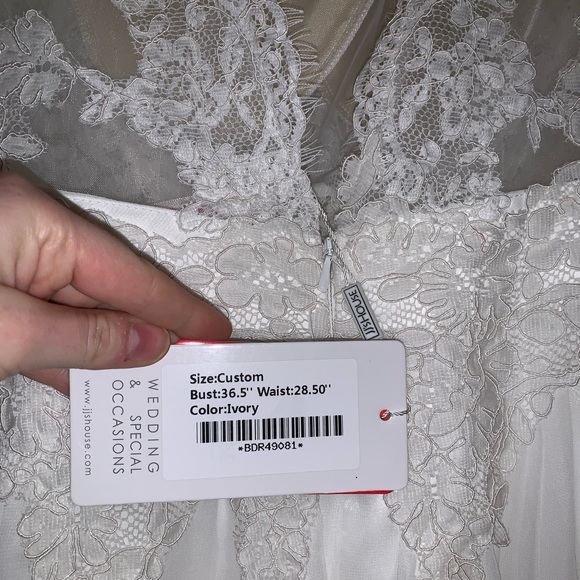 Size:Custom
Bust:36.5'' Waist:28.50''
Color:Ivory
*BDR49081*
WEDDING
& SPECIAL
OCCASIONS
www.jjshouse.com
JJSHOUSE